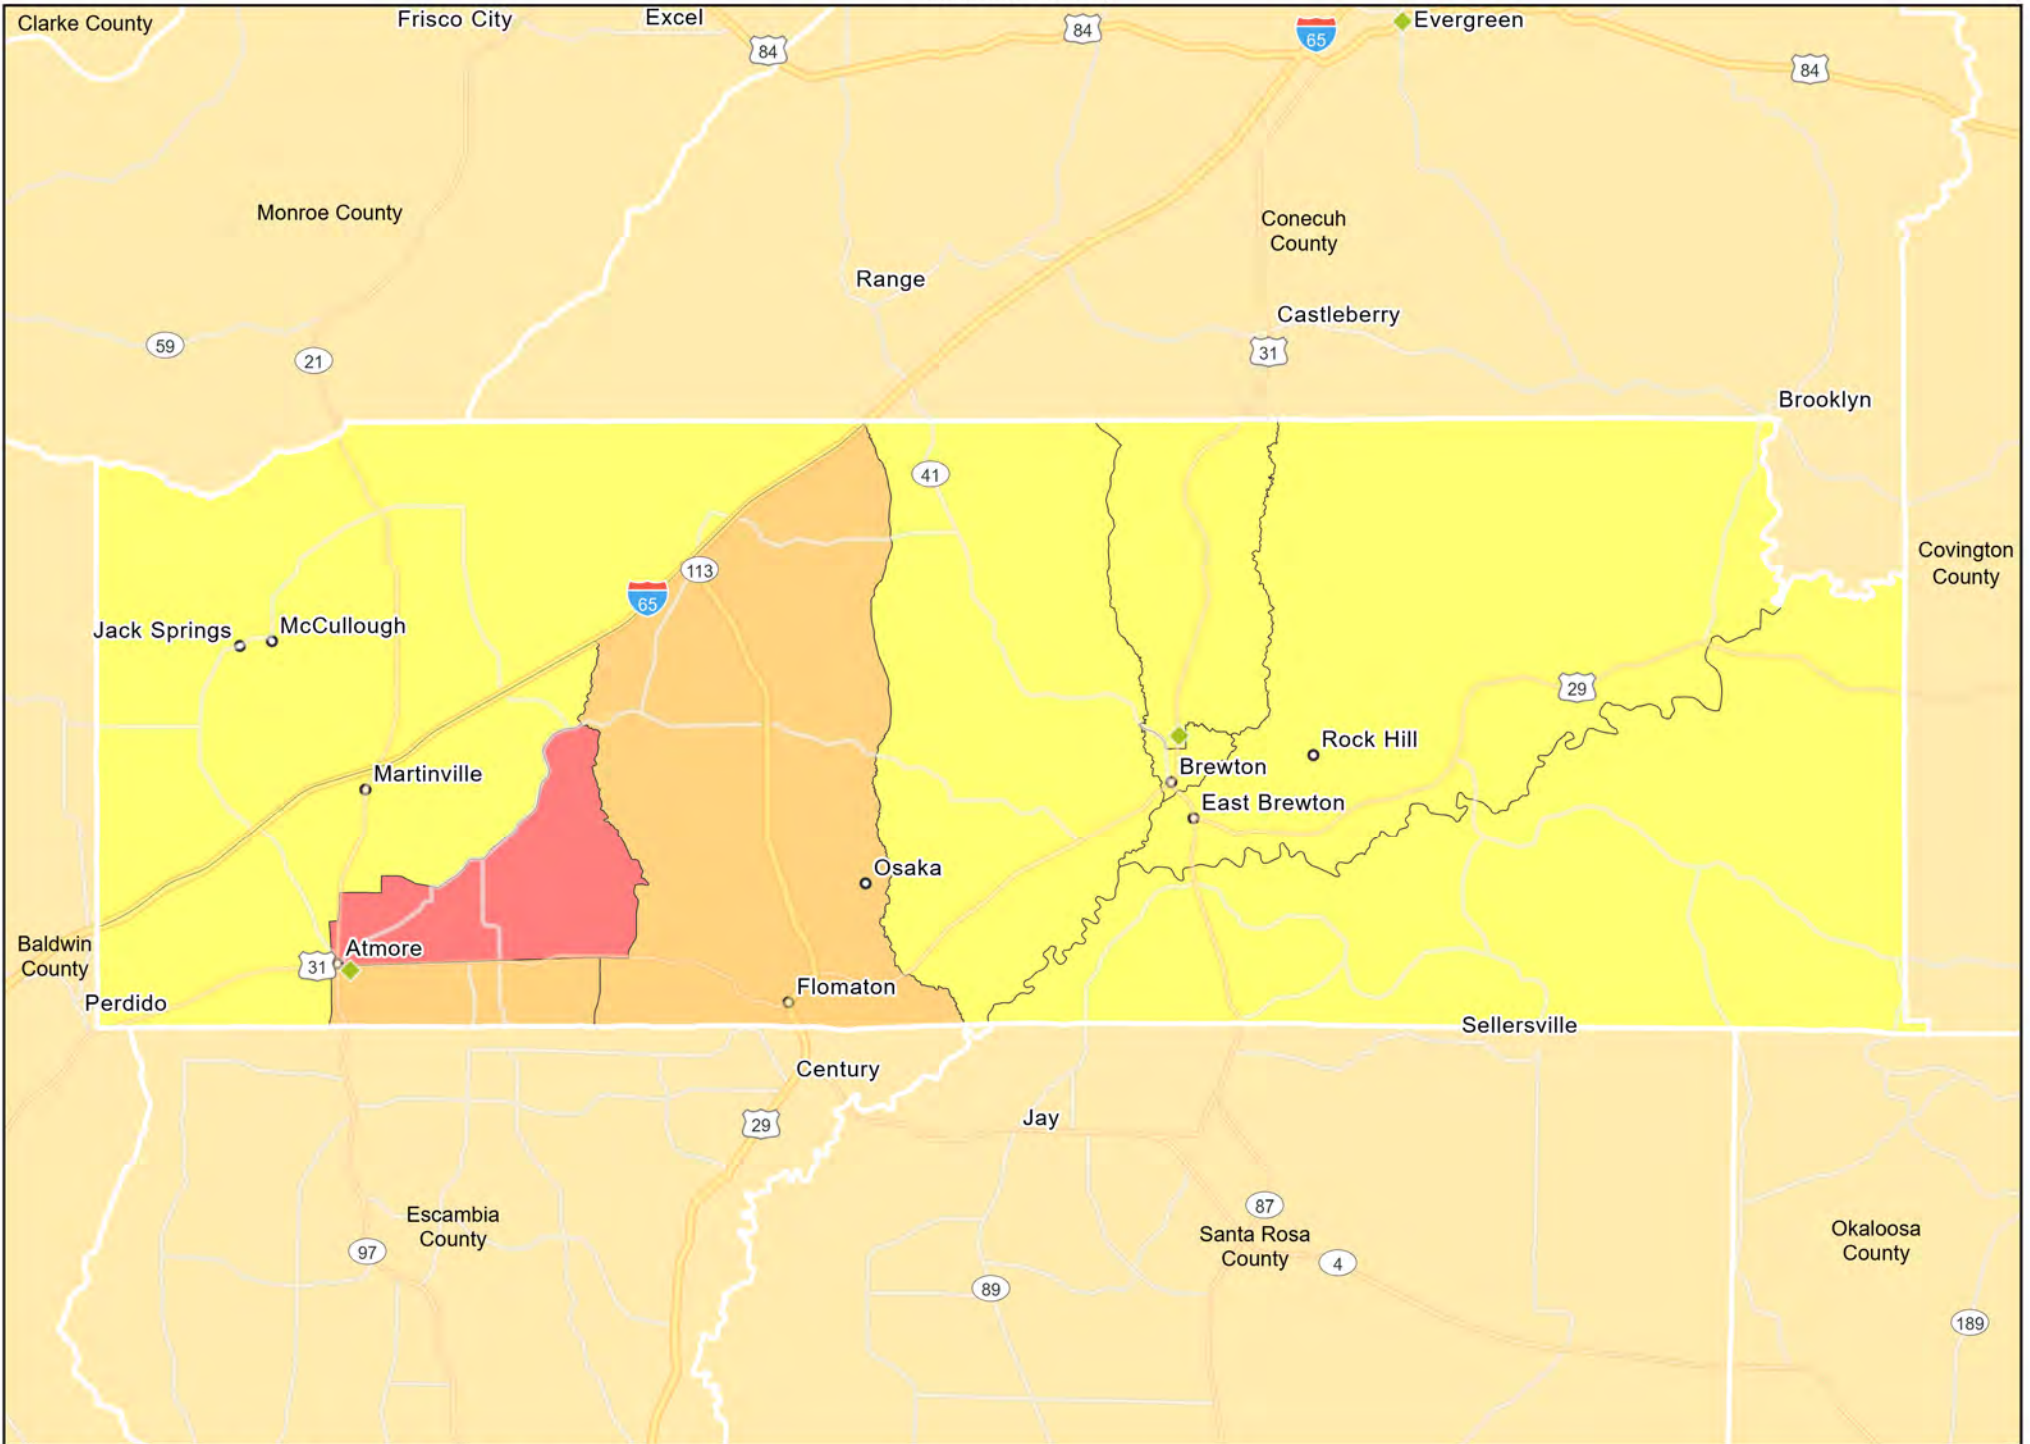 Clarke County
Frisco City
Excel
84
84
65
Evergreen
84
Monroe County
Conecuh
County
Range
Castleberry
59
21
31
Brooklyn
41
Covington
County
113
65
Jack Springs
McCullough
29
Rock Hill
Martinville
Brewton
East Brewton
Osaka
Baldwin
County
Atmore
31
Perdido
Flomaton
Sellersville
Century
Jay
29
Escambia
County
97
87
Santa Rosa
County
4
Okaloosa
County
89
189